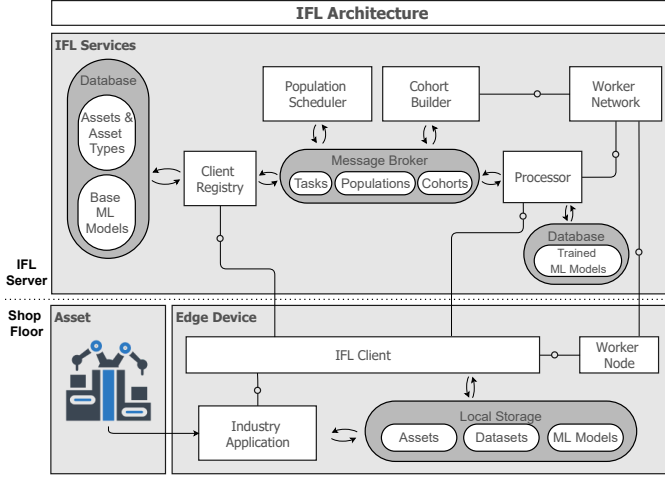 IFL Architecture
IFL Services
Database
Assets &
Asset
Types
Base
ML
Models
Population
Scheduler
Cohort
Builder
Worker
Network
Client
Registry
Message Broker
Tasks
Populations
Cohorts
Processor
Database
Trained
ML Models
IFL
Server
Shop
Floor
Asset
Edge Device
IFL Client
Worker
Node
Industry
Application
Local Storage
Assets
Datasets
ML Models